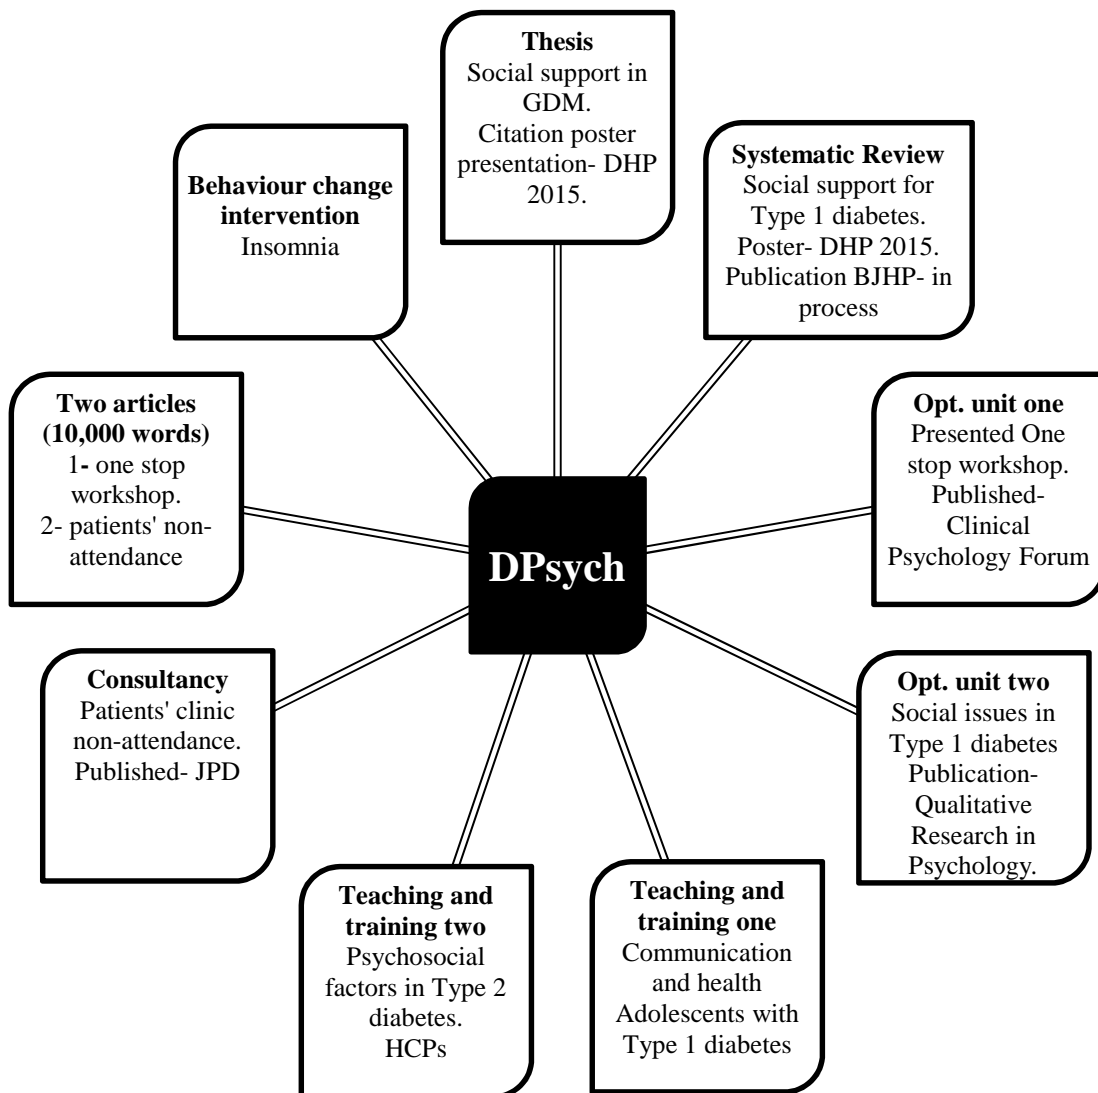 Thesis
Social support in
GDM.
Citation poster
presentation- DHP
2015.
Systematic Review
Social support for
Type 1 diabetes.
Poster- DHP 2015.
Publication BJHP- in
process
Opt. unit one
Presented One
stop workshop.
Published-
Clinical
Psychology Forum
Opt. unit two
Social issues in
Type 1 diabetes
Publication-
Qualitative
Research in
Psychology.
Teaching and
training one
Communication
and health
Adolescents with
Type 1 diabetes
Teaching and
training two
Psychosocial
factors in Type 2
diabetes.
HCPs
Consultancy
Patients' clinic
non-attendance.
Published- JPD
Two articles
(10,000 words)
1- one stop
workshop.
2- patients' non-
attendance
Behaviour change
intervention
Insomnia
DPsych